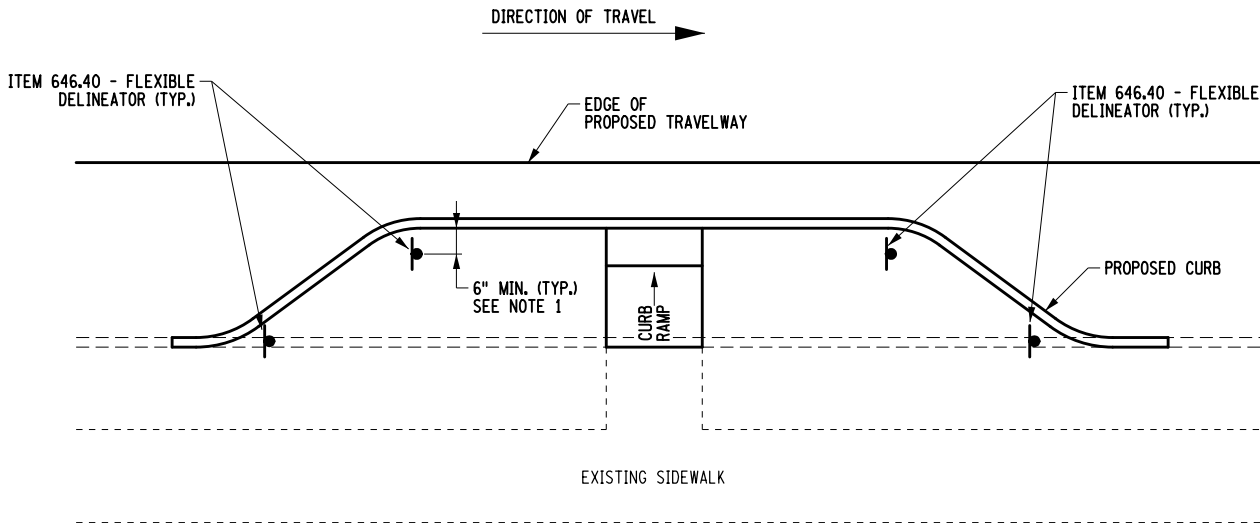 DIRECTION OF TRAVEL
ITEM 646.40 - FLEXIBLE
DELINEATOR (TYP.)
EDGE OF
PROPOSED TRAVELWAY
ITEM 646.40 - FLEXIBLE
DELINEATOR (TYP.)
6" MIN. (TYP.)
SEE NOTE 1
CURB
RAMP
PROPOSED CURB
EXISTING SIDEWALK